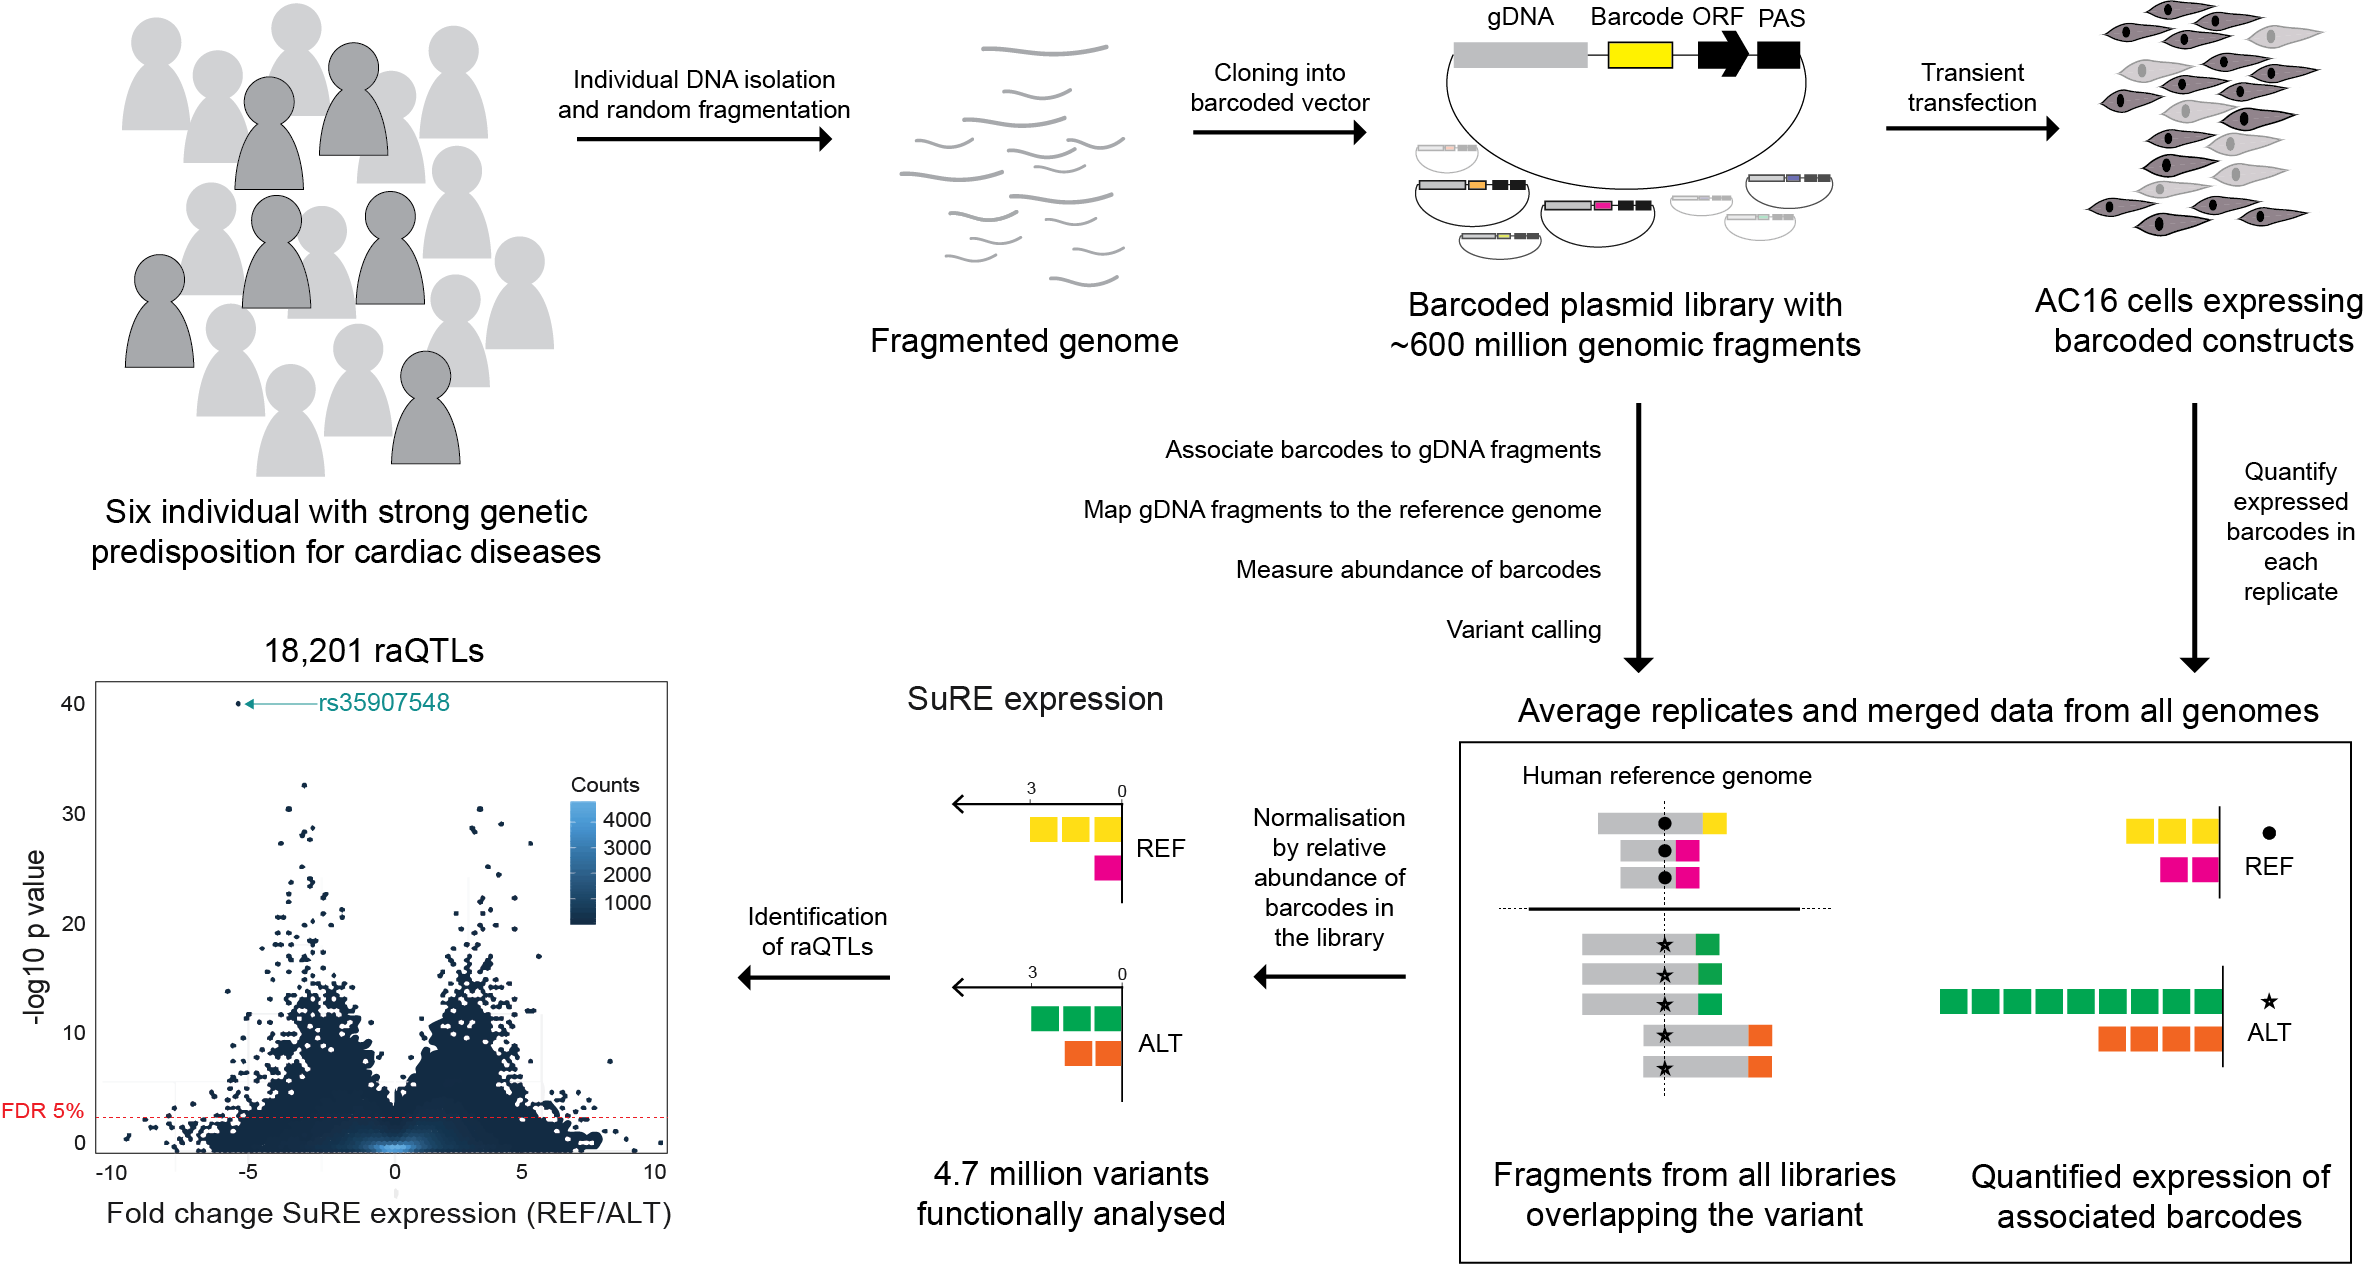 Individual DNA isolation
and random fragmentation
Cloning into
barcoded vector
gDNA
Barcode
ORF
PAS
Transient
transfection
Six individual with strong genetic
predisposition for cardiac diseases
Fragmented genome
Barcoded plasmid library with
~600 million genomic fragments
AC16 cells expressing
barcoded constructs
Associate barcodes to gDNA fragments
Map gDNA fragments to the reference genome
Measure abundance of barcodes
Variant calling
Quantify
expressed
barcodes in
each
replicate
Average replicates and merged data from all genomes
Human reference genome
REF
ALT
Fragments from all libraries
overlapping the variant
Quantified expression of
associated barcodes
Normalisation
by relative
abundance of
barcodes in
the library
SuRE expression
3
0
REF
3
0
ALT
4.7 million variants
functionally analysed
Identification
of raQTLs
18,201 raQTLs
rs35907548
Counts
4000
3000
2000
1000
-log10 p value
40
30
20
10
0
FDR 5%
-10
-5
0
5
10
Fold change SuRE expression (REF/ALT)